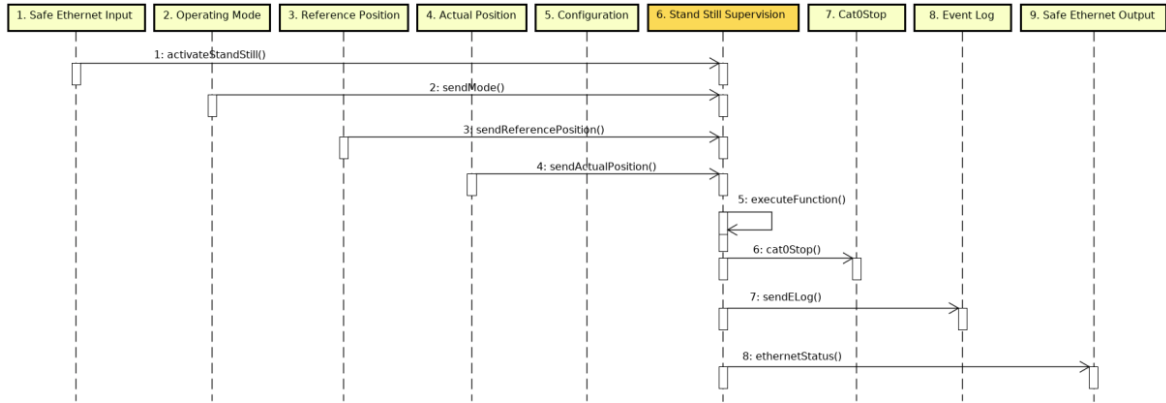 1. Safe Ethernet Input
2. Operating Mode
3. Reference Position
4. Actual Position
5. Configuration
6. Stand Still Supervision
7. Cat0Stop
8. Event Log
9. Safe Ethernet Output
1: activateStandStill()
2: sendMode()
3: sendReferencePosition()
4: sendActualPosition()
5: executeFunction()
6: cat0Stop()
7: sendELog()
8: ethernetStatus()